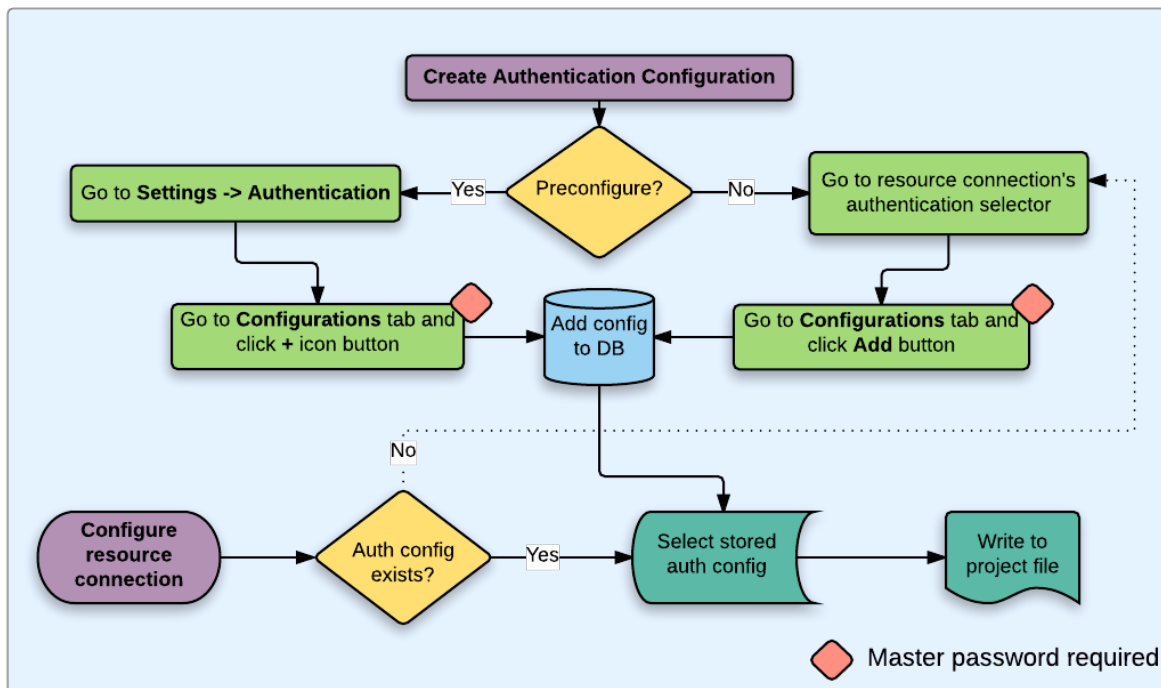 Create Authentication Configuration
Preconfigure?
Yes
No
Go to Settings -> Authentication
Go to resource connection's
authentication selector
Go to Configurations tab and
click + icon button
Add config
to DB
Go to Configurations tab and
click Add button
No
Configure
resource
connection
Auth config
exists?
Yes
Select stored
auth config
Write to
project file
Master password required